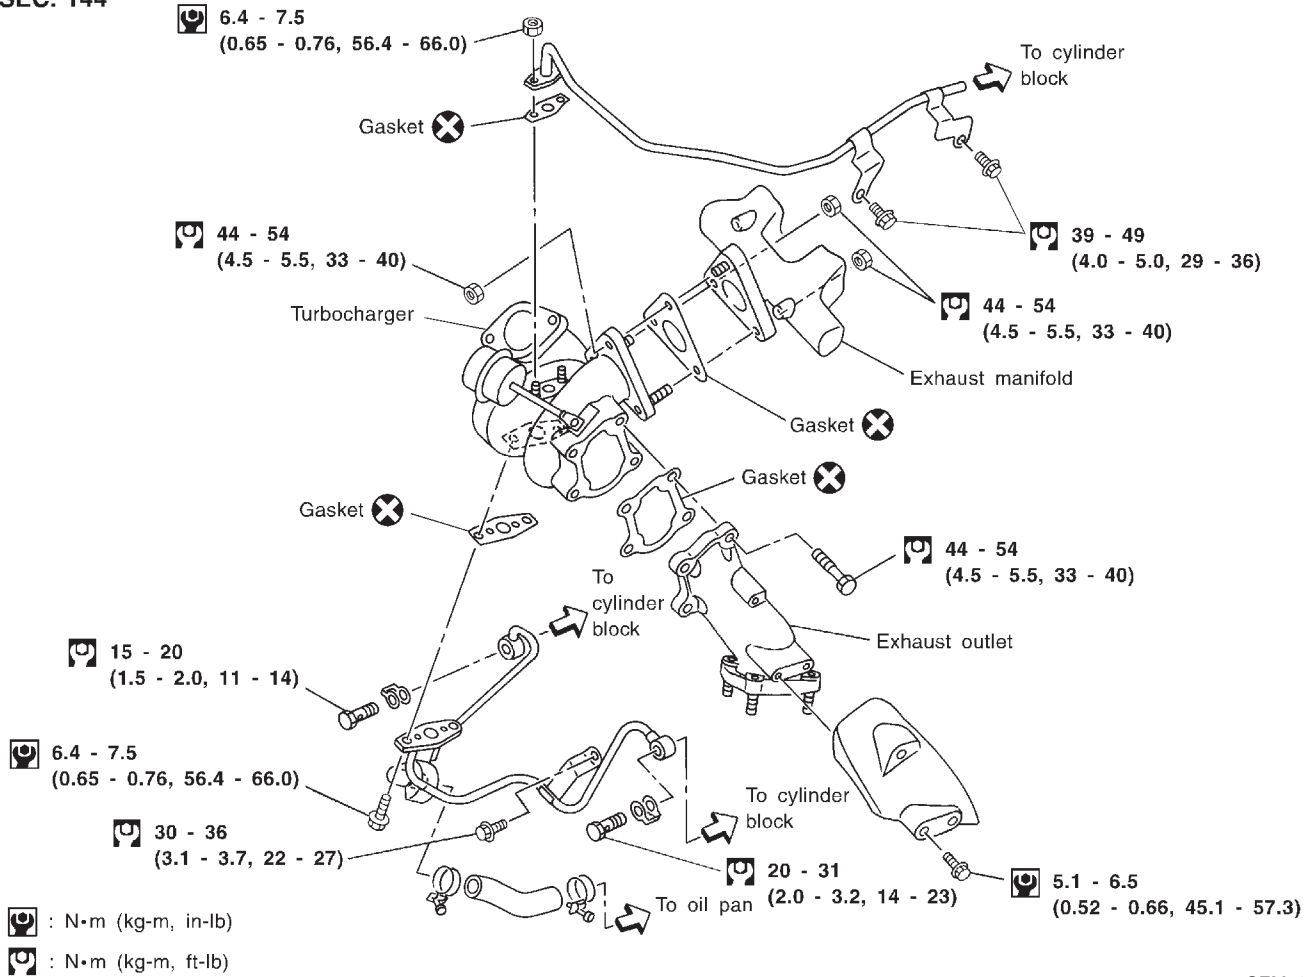 SEC. 144
6.4 - 7.5
(0.65 - 0.76, 56.4 - 66.0)
To cylinder
block
Gasket
44 - 54
(4.5 - 5.5, 33 - 40)
39 - 49
(4.0 - 5.0, 29 - 36)
Turbocharger
44 - 54
(4.5 - 5.5, 33 - 40)
Exhaust manifold
Gasket
Gasket
Gasket
44 - 54
(4.5 - 5.5, 33 - 40)
To
cylinder
block
Exhaust outlet
15 - 20
(1.5 - 2.0, 11 - 14)
6.4 - 7.5
(0.65 - 0.76, 56.4 - 66.0)
To cylinder
block
30 - 36
(3.1 - 3.7, 22 - 27)
20 - 31
(2.0 - 3.2, 14 - 23)
To oil pan
5.1 - 6.5
(0.52 - 0.66, 45.1 - 57.3)
: N•m (kg-m, in-lb)
: N•m (kg-m, ft-lb)